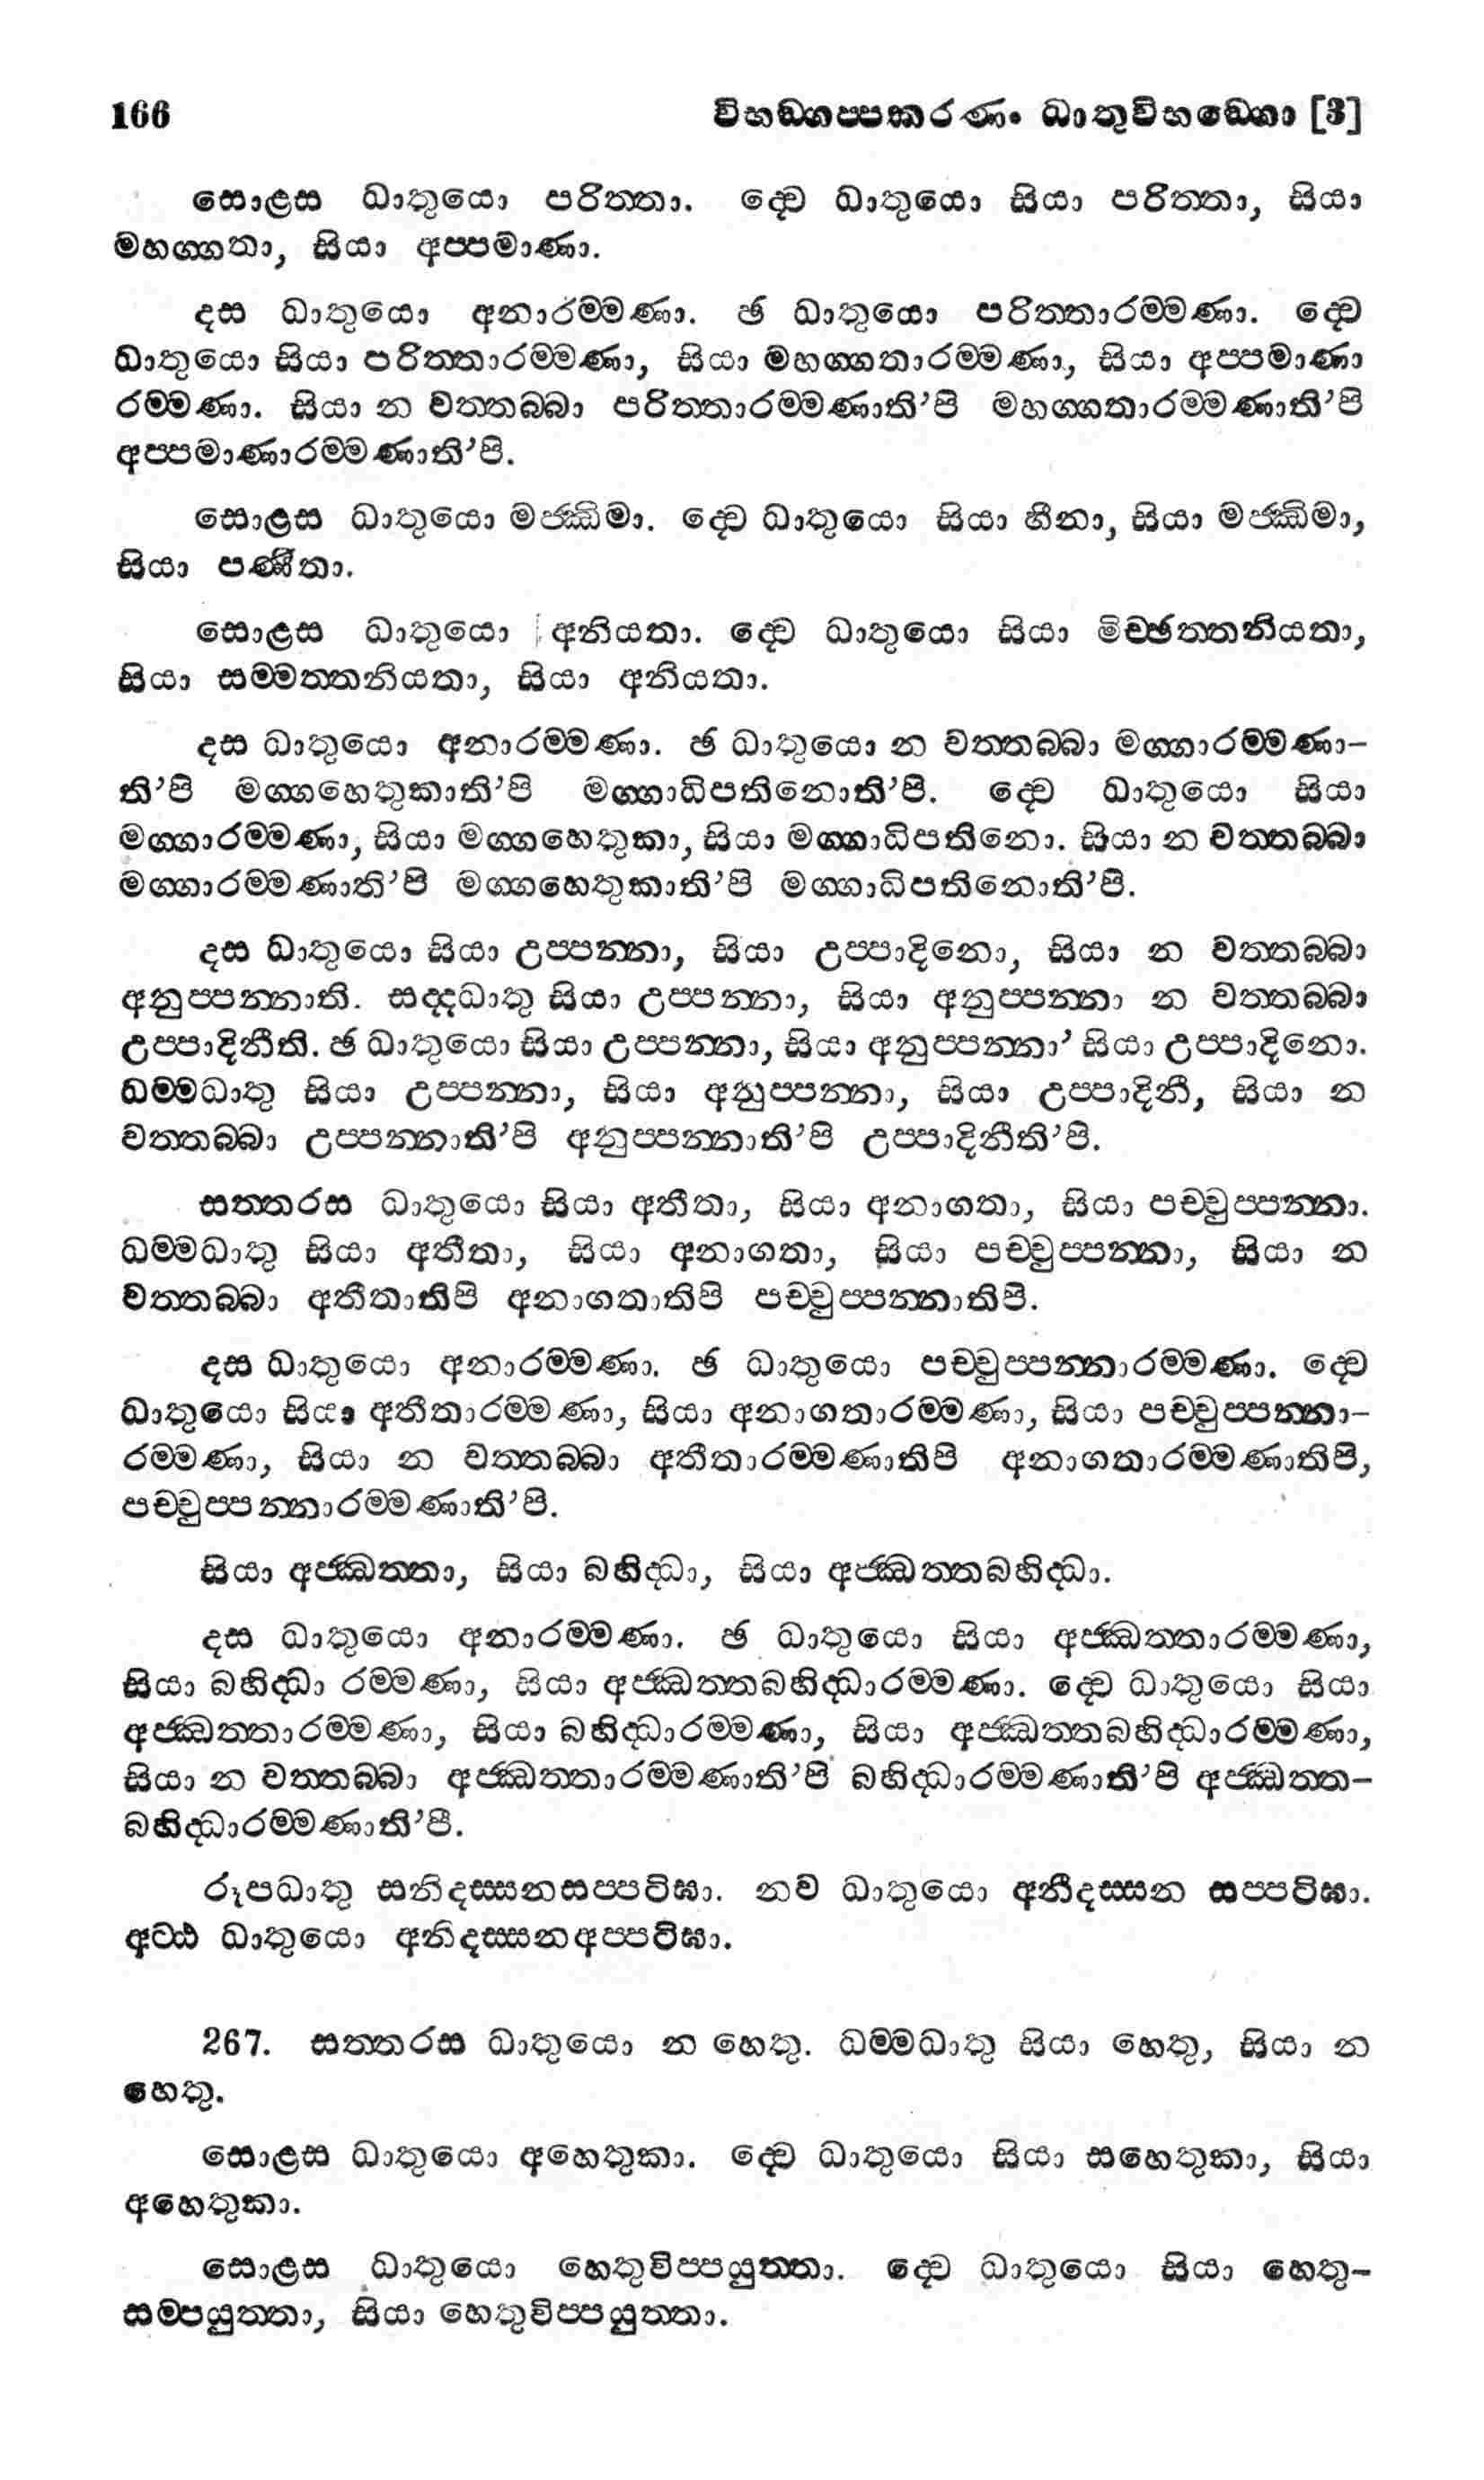 166 විභඞ්ගප්පකරණං ධාතුවිභඞ්ගො [3]
සොළස ධාතුයො පරිත්තා. ද්වෙ ධාතුයො සියා පරිත්තා, සියා
මහග්ගතා, සියා අප්පමාණා.
දස ධාතුයො අනාරම්මණා. ඡ ධාතුයො පරිත්තාරම්මණා. ද්වෙ
ධාතුයො සියා පරිත්තාරම්මණා, සියා මහග්ගතාරම්මණා, සියා අප්පමාණා
රම්මණා. සියා න වත්තබ්බා පරිත්තාරම්මණාති’පි මහග්ගතාරම්මණාති’පි
අප්පමාණාරම්මණාති’පි.
සොළස ධාතුයො මජ්ඣිමා. ද්වෙ ධාතුයො සියා හීනා, සියා මජ්ඣිමා,
සියා පණීතා.
සොළස ධාතුයො අනියතා. ද්වෙ ධාතුයො සියා මිච්ඡත්තනියතා,
සියා සම්මත්තනියතා, සියා අනියතා.
දස ධාතුයො අනාරම්මණා. ඡ ධාතුයො න වත්තබ්බා මග්ගාරම්මණා-
ති’පි මග්ගහෙතුකාති’පි මග්ගාධිපතිනොති’පි. ද්වෙ ධාතුයො සියා
මග්ගාරම්මණා, සියා මග්ගහෙතුකා, සියා මග්ගාධිපතිනො. සියා න වත්තබ්බා
මග්ගාරම්මණාති’පි මග්ගහෙතුකාති’පි මග්ගාධිපතිනොති’පි.
දස ධාතුයො සියා උප්පන්නා, සියා උප්පාදිනො, සියා න වත්තබ්බා
අනුප්පන්නාති. සද්දධාතු සියා උප්පන්නා, සියා අනුප්පන්නා න වත්තබ්බා
උප්පාදිනීති. ඡ ධාතුයො සියා උප්පන්නා, සියා අනුප්පන්නා’ සියා උප්පාදිනො.
ධම්මධාතු සියා උප්පන්නා, සියා අනුප්පන්නා, සියා උප්පාදිනී, සියා න
වත්තබ්බා උප්පන්නාති’පි අනුප්පන්නාති’පි උප්පාදිනීති’පි.
සත්තරස ධාතුයො සියා අතීතා, සියා අනාගතා, සියා පච්චුප්පන්නා.
ධම්මධාතු සියා අතීතා, සියා අනාගතා, සියා පච්චුප්පන්නා, සියා න
වත්තබ්බා අතීතාතිපි අනාගතාතිපි පච්චුප්පන්නාතිපි.
දස ධාතුයො අනාරම්මණා. ඡ ධාතුයො පච්චුප්පන්නාරම්මණා. ද්වෙ
ධාතුයො සියා අතීතාරම්මණා, සියා අනාගතාරම්මණා, සියා පච්චුප්පන්නා-
රම්මණා, සියා න වත්තබ්බා අතීතාරම්මණාතිපි අනාගතාරම්මණාතිපි,
පච්චුප්පන්නාරම්මණාති’පි.
සියා අජ්ඣත්තා, සියා බහිද්ධා, සියා අජ්ඣත්තබහිද්ධා.
දස ධාතුයො අනාරම්මණා. ඡ ධාතුයො සියා අජ්ඣත්තාරම්මණා,
සියා බහිද්ධා රම්මණා, සියා අජ්ඣත්තබහිද්ධාරම්මණා. ද්වෙ ධාතුයො සියා
අජ්ඣත්තාරම්මණා, සියා බහිද්ධාරම්මණා, සියා අජ්ඣත්තබහිද්ධාරම්මණා,
සියා න වත්තබ්බා අජ්ඣත්තාරම්මණාති’පි බහිද්ධාරම්මණාති’පි අජ්ඣත්ත-
බහිද්ධාරම්මණාති’පී.
රූපධාතු සනිදස්සනසප්පටිඝා. නව ධාතුයො අනීදස්සන සප්පටිඝා.
අට්ඨ ධාතුයො අනිදස්සනඅප්පටිඝා.
267. සත්තරස ධාතුයො න හෙතු. ධම්මධාතු සියා හෙතු, සියා න
හෙතු.
සොළස ධාතුයො අහෙතුකා. ද්වෙ ධාතුයො සියා සහෙතුකා, සියා
අහෙතුකා.
සොළස ධාතුයො හෙතුවිප්පයුත්තා. ද්වෙ ධාතුයො සියා හෙතු-
සම්පයුත්තා, සියා හෙතුවිප්පයුත්තා.